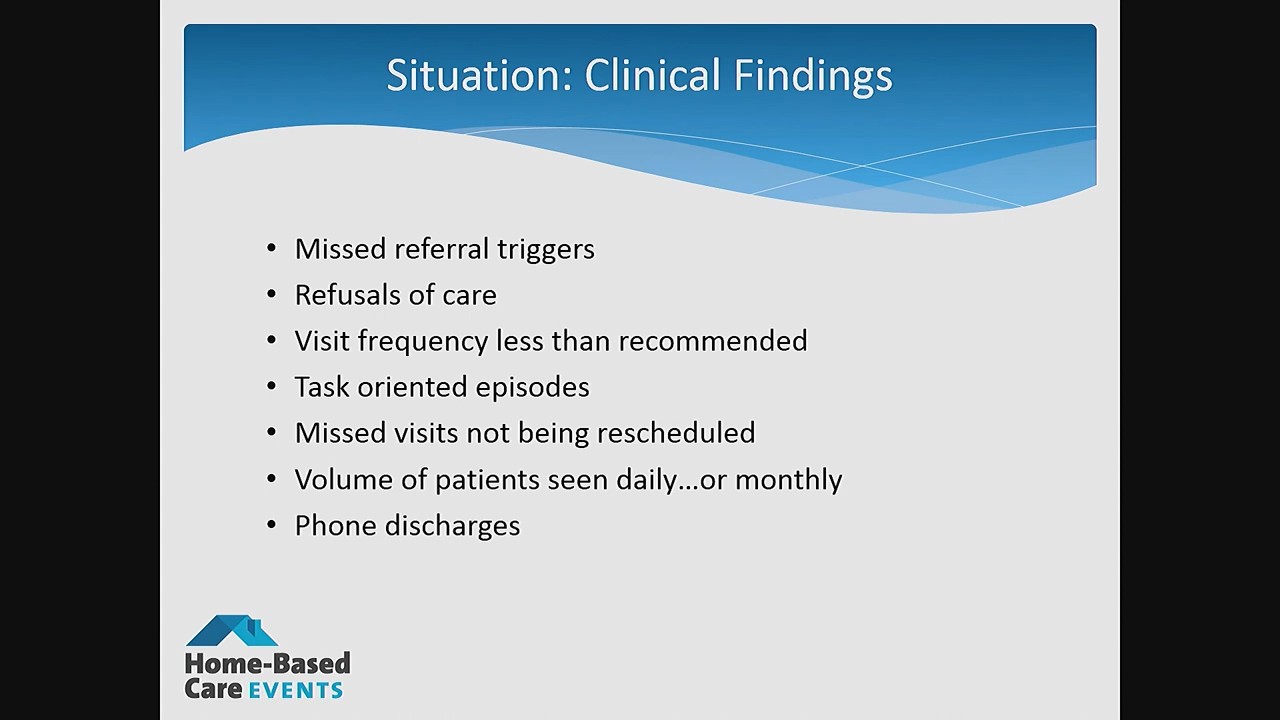 Situation: Clinical Findings
• Missed referral triggers
• Refusals of care
• Visit frequency less than recommended
• Task oriented episodes
• Missed visits not being rescheduled
• Volume of patients seen daily…or monthly
• Phone discharges
Home-Based
Care EVENTS